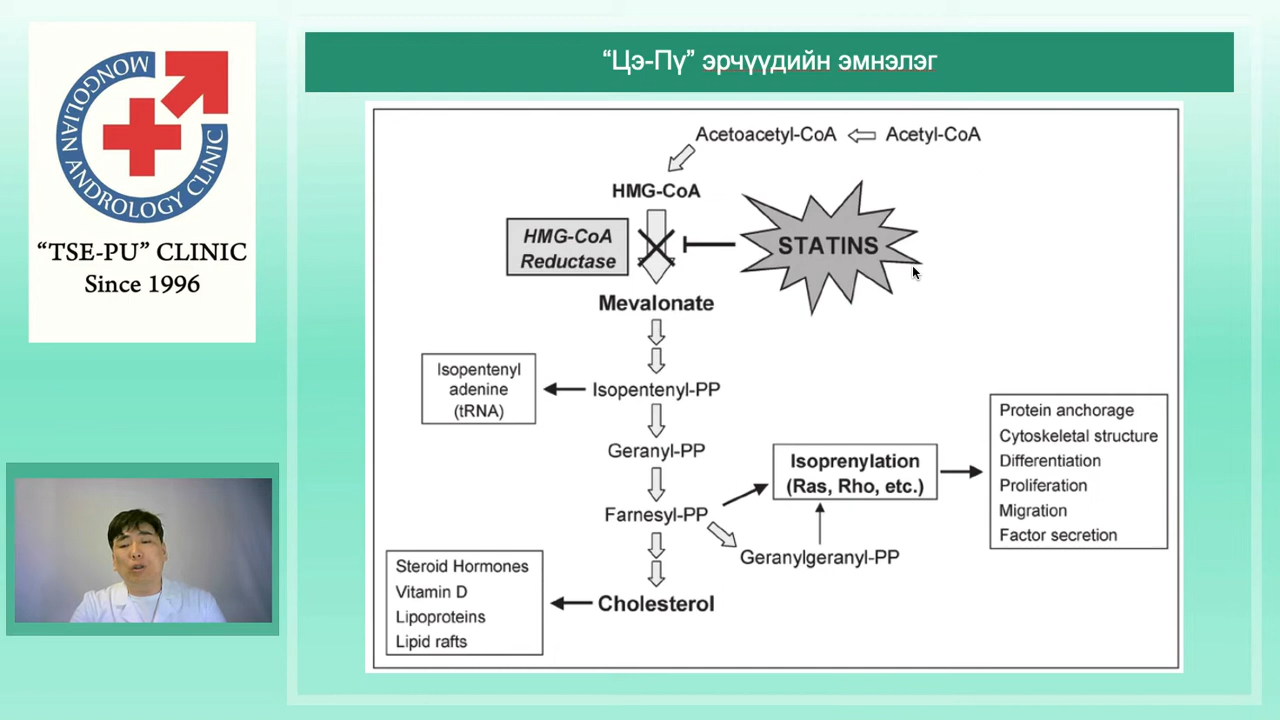 MONGOLIAN ANDROLOGY CLINIC
“TSE-PU” CLINIC
Since 1996
“Цэ-Пү” эрчүүдийн эмнэлэг
Acetoacetyl-CoA
Acetyl-CoA
HMG-CoA
HMG-CoA
Reductase
STATINS
Mevalonate
Isopentenyl
adenine
(tRNA)
Isopentenyl-PP
Geranyl-PP
Farnesyl-PP
Isoprenylation
(Ras, Rho, etc.)
Protein anchorage
Cytoskeletal structure
Differentiation
Proliferation
Migration
Factor secretion
Geranylgeranyl-PP
Steroid Hormones
Vitamin D
Lipoproteins
Lipid rafts
Cholesterol